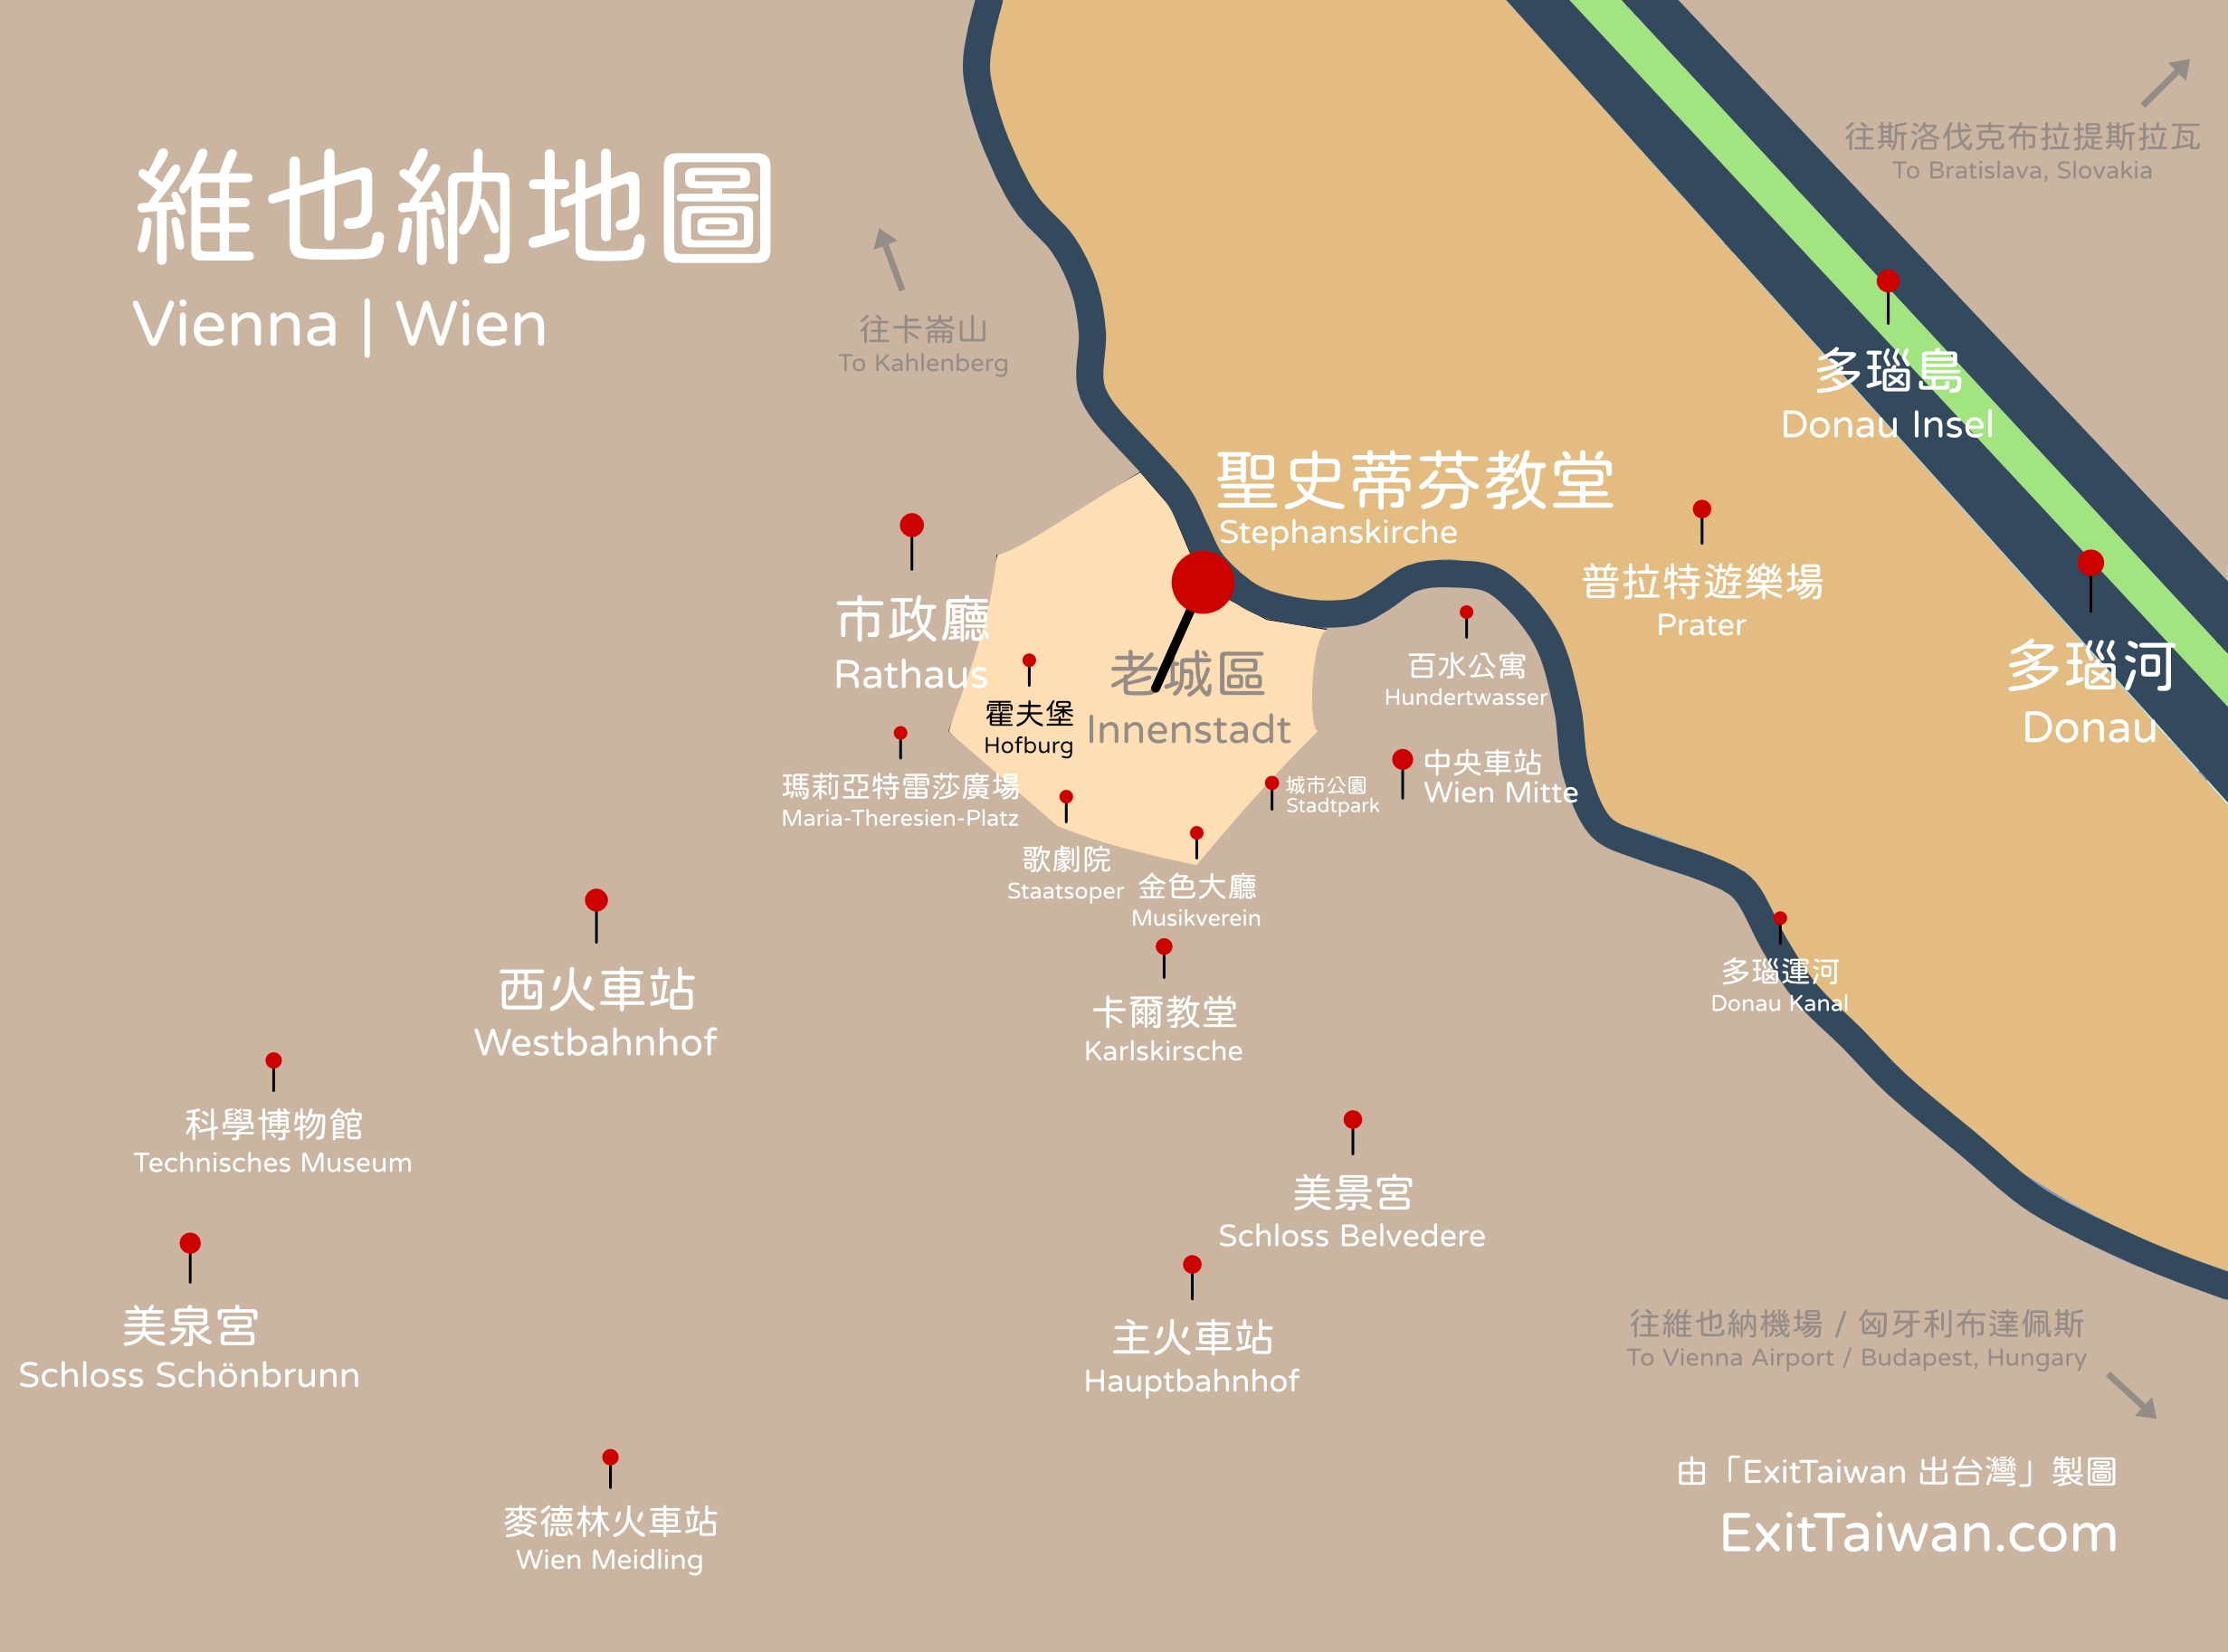 維也納地圖
Vienna | Wien
往斯洛伐克布拉提斯拉瓦
To Bratislava, Slovakia
往卡崙山
To Kahlenberg
多瑙島
Donau Insel
聖史蒂芬教堂
Stephanskirche
普拉特遊樂場
Prater
市政廳
Rathaus
老城區
Innenstadt
百水公寓
Hundertwasser
多瑙河
Donau
霍夫堡
Hofburg
瑪莉亞特雷莎廣場
Maria-Theresien-Platz
城市公園
Stadtpark
中央車站
Wien Mitte
歌劇院
Staatsoper
金色大廳
Musikverein
西火車站
Westbahnhof
卡爾教堂
Karlskirsche
多瑙運河
Donau Kanal
科學博物館
Technisches Museum
美景宮
Schloss Belvedere
美泉宮
Schloss Schönbrunn
主火車站
Hauptbahnhof
往維也納機場 / 匈牙利布達佩斯
To Vienna Airport / Budapest, Hungary
麥德林火車站
Wien Meidling
由「ExitTaiwan 出台灣」製圖
ExitTaiwan.com